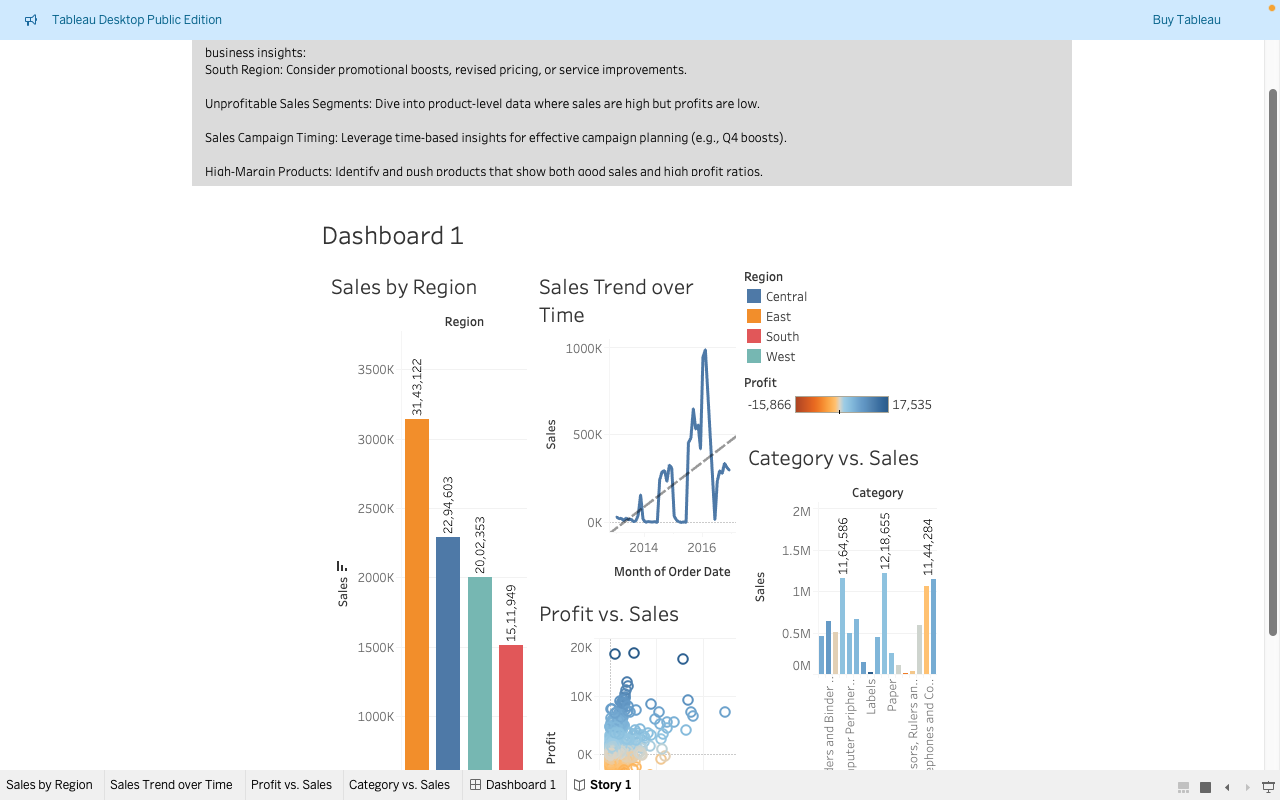 Tableau Desktop Public Edition
Buy Tableau
business insights:
South Region: Consider promotional boosts, revised pricing, or service improvements.
Unprofitable Sales Segments: Dive into product-level data where sales are high but profits are low.
Sales Campaign Timing: Leverage time-based insights for effective campaign planning (e.g., Q4 boosts).
High-Margin Products: Identify and push products that show both good sales and high profit ratios.
Dashboard 1
Sales by Region
Region
3500K
3000K
2500K
2000K
1500K
1000K
Sales
31,43,122
22,94,603
20,02,353
15,11,949
Sales Trend over
Time
1000K
500K
0K
Sales
2014
2016
Month of Order Date
Profit vs. Sales
20K
10K
0K
Profit
Region
Central
East
South
West
Profit
-15,866
17,535
Category vs. Sales
Category
2M
1.5M
1M
0.5M
0M
Sales
11,64,586
12,18,655
11,44,284
ders and Binder ..
puter Peripher..
Labels
Paper
sors, Rulers an..
ephones and Co..
Sales by Region
Sales Trend over Time
Profit vs. Sales
Category vs. Sales
Dashboard 1
Story 1